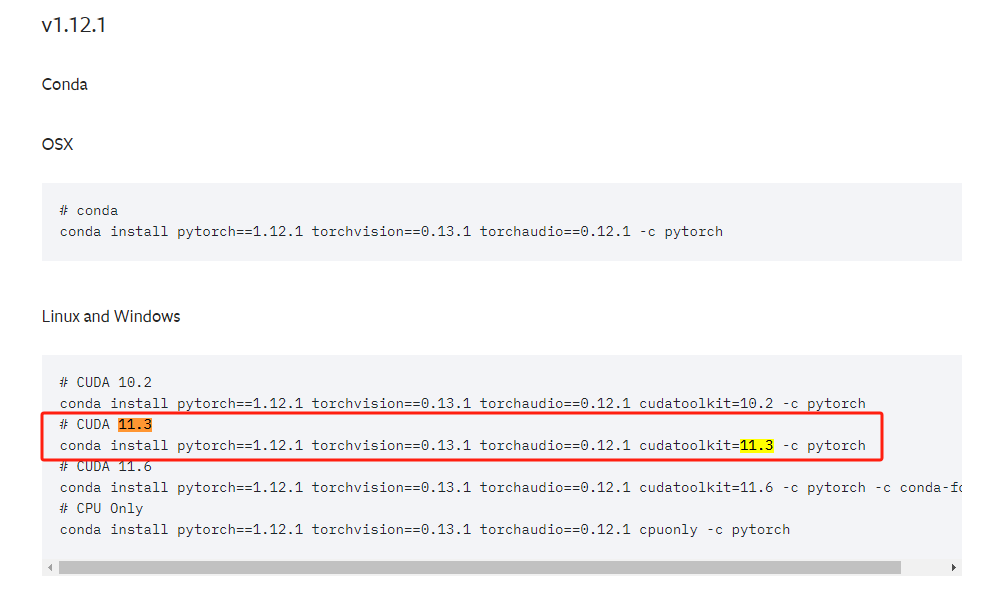 v1.12.1
Conda
OSX
# conda
conda install pytorch==1.12.1 torchvision==0.13.1 torchaudio==0.12.1 -c pytorch
Linux and Windows
# CUDA 10.2
conda install pytorch==1.12.1 torchvision==0.13.1 torchaudio==0.12.1 cudatoolkit=10.2 -c pytorch
# CUDA 11.3
conda install pytorch==1.12.1 torchvision==0.13.1 torchaudio==0.12.1 cudatoolkit=11.3 -c pytorch
# CUDA 11.6
conda install pytorch==1.12.1 torchvision==0.13.1 torchaudio==0.12.1 cudatoolkit=11.6 -c pytorch -c
# CPU Only
conda install pytorch==1.12.1 torchvision==0.13.1 torchaudio==0.12.1 cpuonly -c pytorch